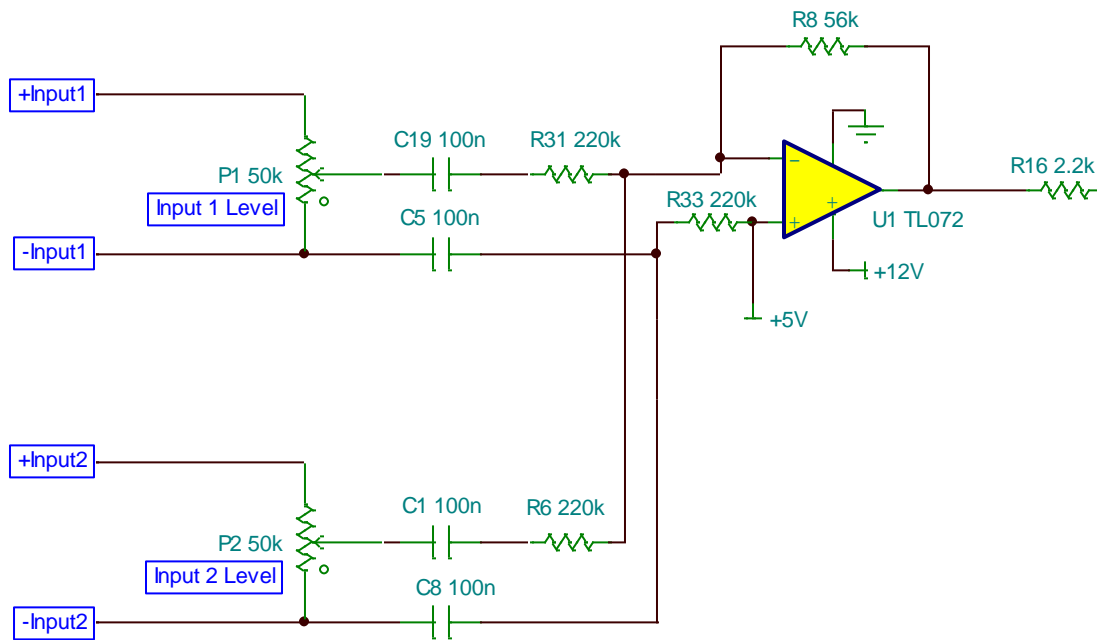 R8 56k
+Input1
C19 100n
R31 220k
P1 50k
R16 2.2k
Input 1 Level
R33 220k
−
+
+
U1 TL072
C5 100n
-Input1
+12V
+5V
+Input2
C1 100n
R6 220k
P2 50k
Input 2 Level
C8 100n
-Input2